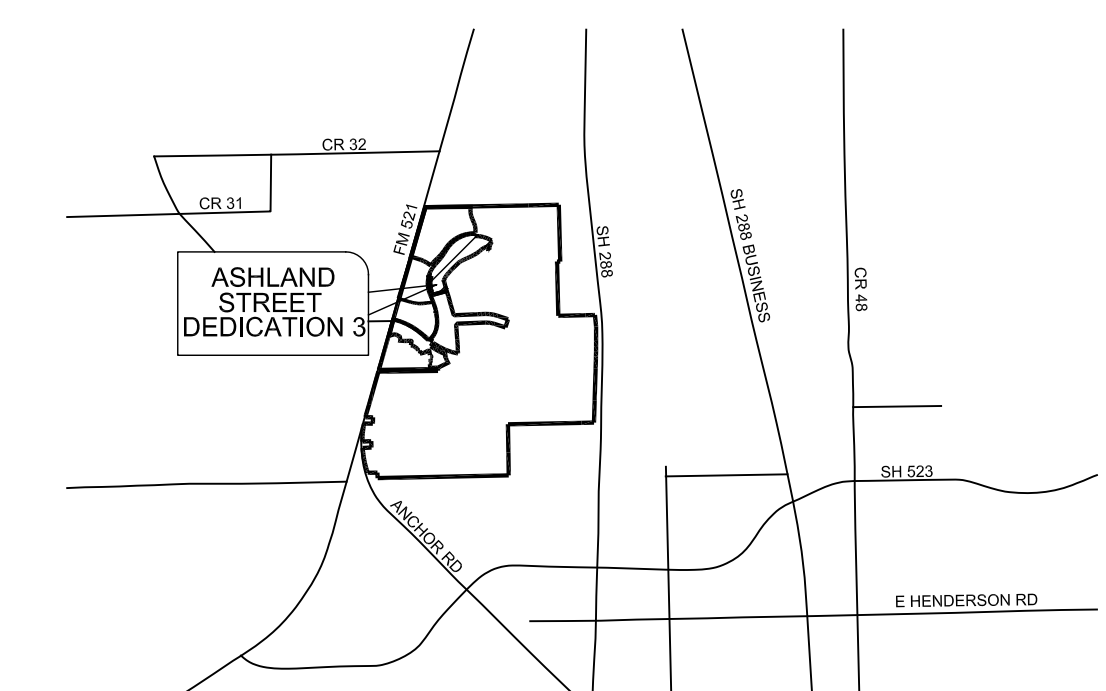 CR 32
CR 31
FM 521
SH 288
SH 288 BUSINESS
CR 48
ASHLAND
STREET
DEDICATION 3
SH 523
ANCHOR RD
E HENDERSON RD